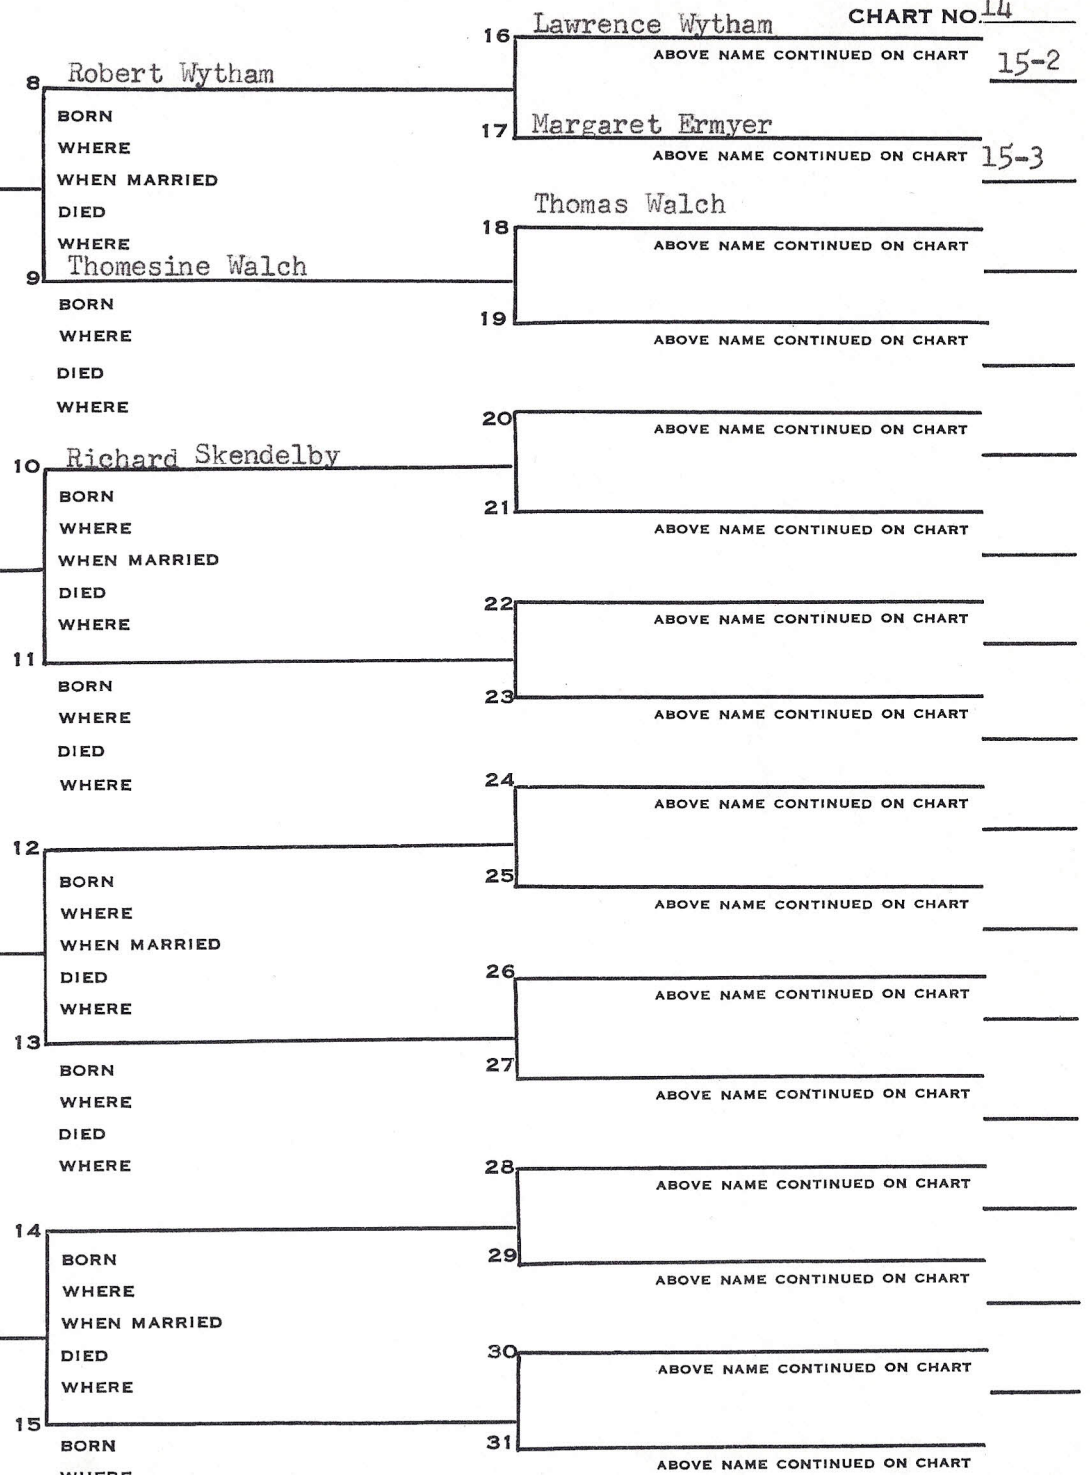 CHART NO. 14
16 Lawrence Wytham
ABOVE NAME CONTINUED ON CHART 15-2
8 Robert Wytham
BORN
WHERE
WHEN MARRIED
DIED
WHERE
17 Margaret Ermyer
ABOVE NAME CONTINUED ON CHART 15-3
Thomas Walch
18
ABOVE NAME CONTINUED ON CHART
9 Thomesine Walch
BORN
WHERE
DIED
WHERE
19
ABOVE NAME CONTINUED ON CHART
20
ABOVE NAME CONTINUED ON CHART
10 Richard Skendelby
BORN
WHERE
WHEN MARRIED
DIED
WHERE
21
ABOVE NAME CONTINUED ON CHART
22
ABOVE NAME CONTINUED ON CHART
11
BORN
WHERE
DIED
WHERE
23
ABOVE NAME CONTINUED ON CHART
24
ABOVE NAME CONTINUED ON CHART
12
BORN
WHERE
WHEN MARRIED
DIED
WHERE
25
ABOVE NAME CONTINUED ON CHART
26
ABOVE NAME CONTINUED ON CHART
13
BORN
WHERE
DIED
WHERE
27
ABOVE NAME CONTINUED ON CHART
28
ABOVE NAME CONTINUED ON CHART
14
BORN
WHERE
WHEN MARRIED
DIED
WHERE
29
ABOVE NAME CONTINUED ON CHART
30
ABOVE NAME CONTINUED ON CHART
15
BORN
WHERE
31
ABOVE NAME CONTINUED ON CHART